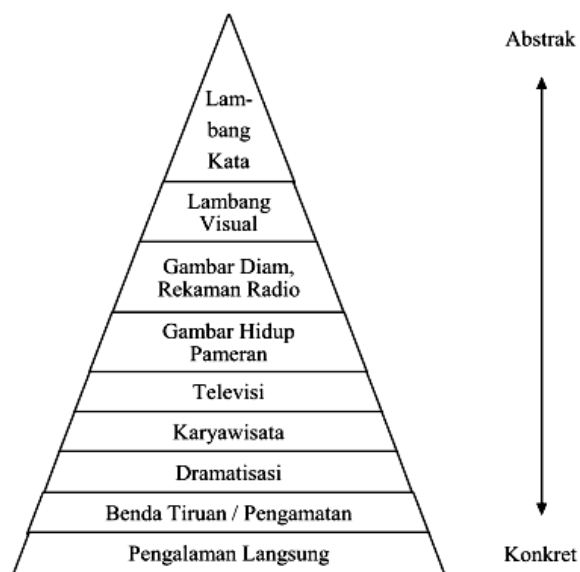 Abstrak
Lam-
bang
Kata
Lambang
Visual
Gambar Diam,
Rekaman Radio
Gambar Hidup
Pameran
Televisi
Karyawisata
Dramatisasi
Benda Tiruan / Pengamatan
Pengalaman Langsung
Konkret